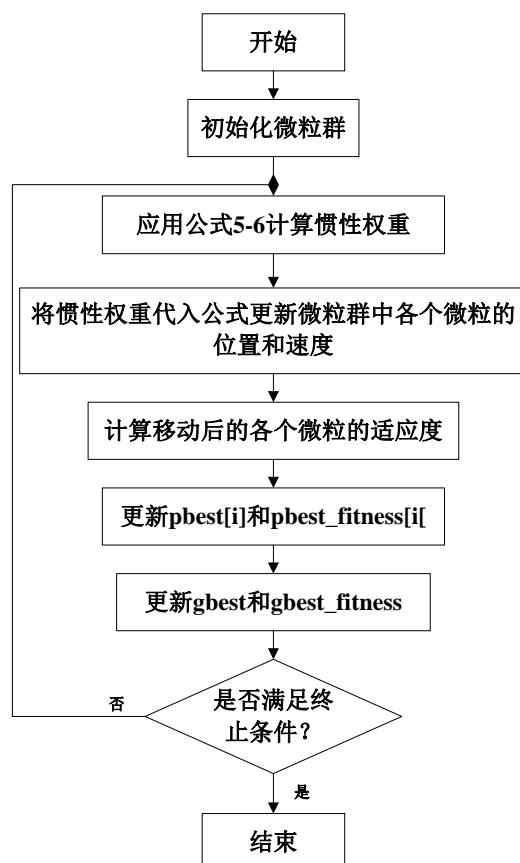 开始
初始化微粒群
应用公式5-6计算惯性权重
将惯性权重代入公式更新微粒群中各个微粒的
位置和速度
计算移动后的各个微粒的适应度
更新pbest[i]和pbest_fitness[i[
更新gbest和gbest_fitness
是否满足终
止条件？
否
是
结束